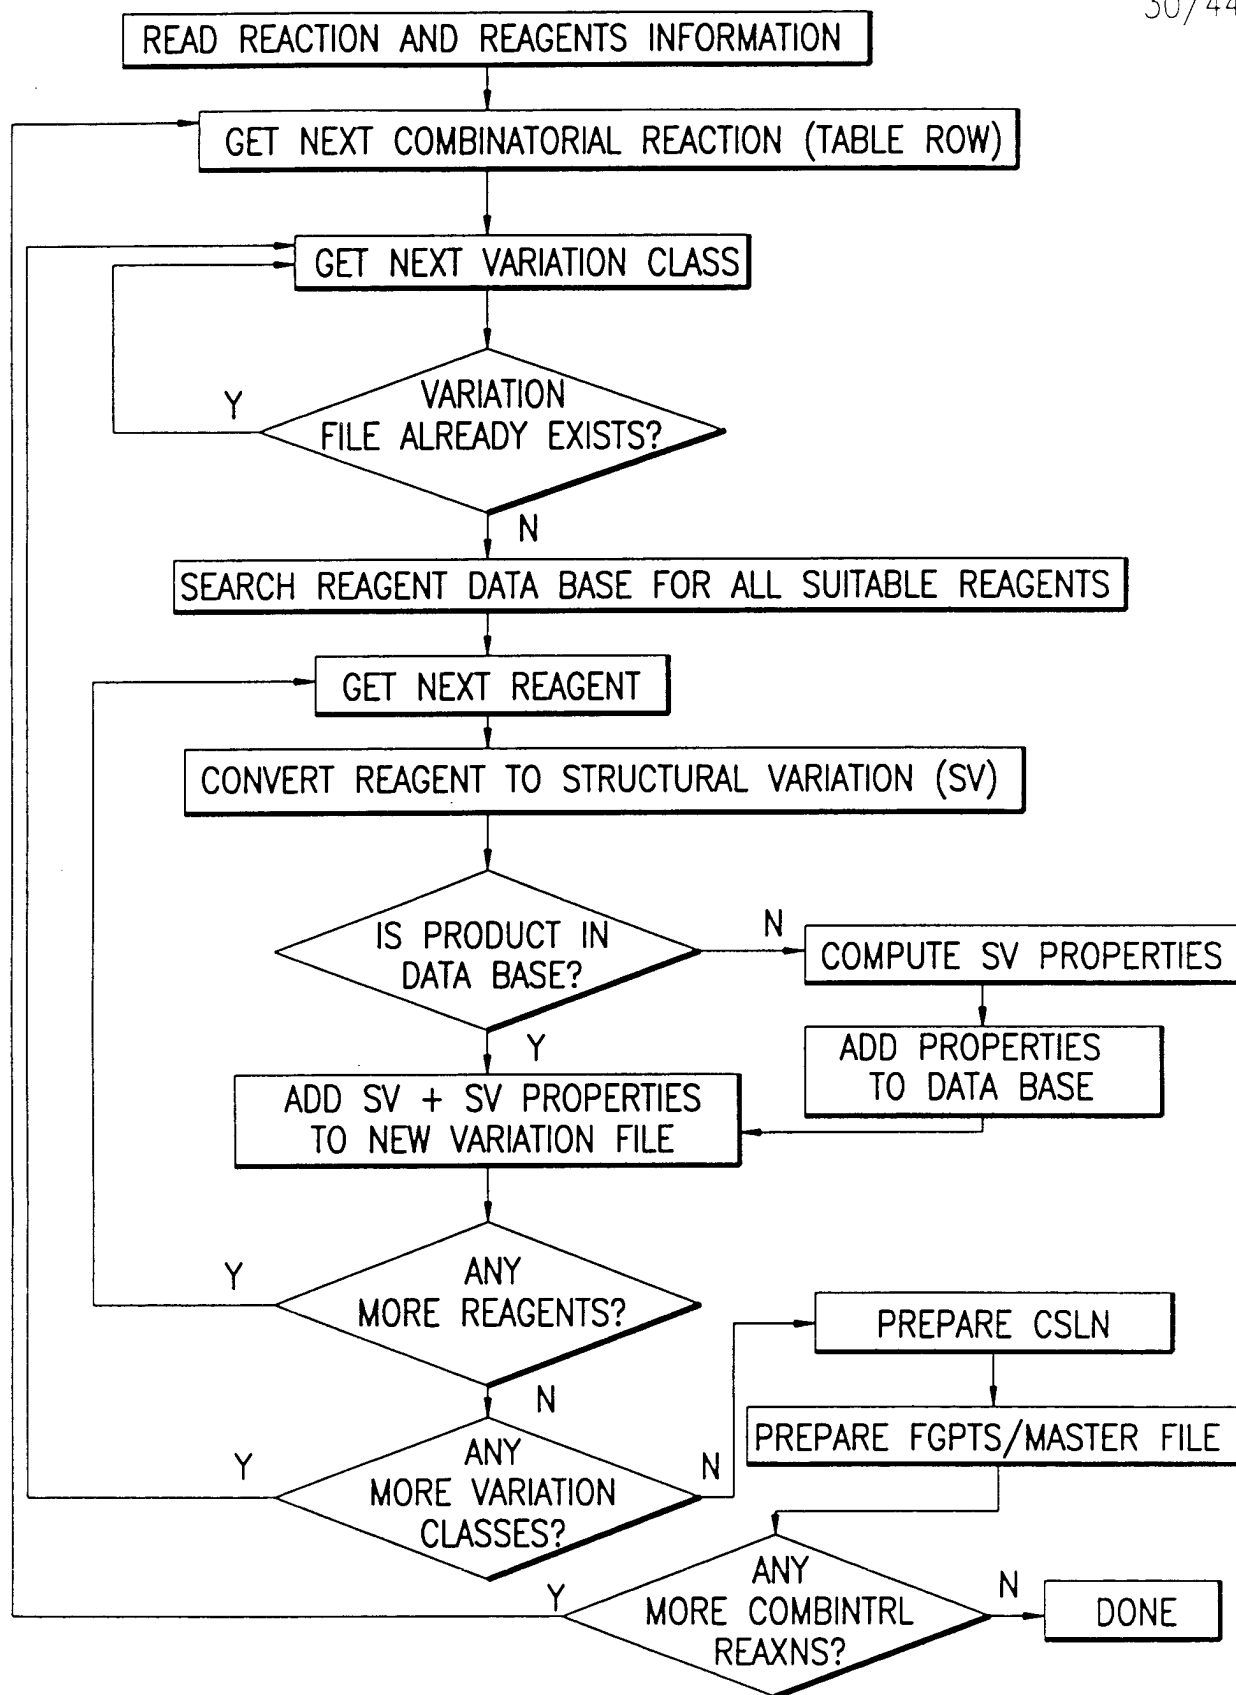 30/44
READ REACTION AND REAGENTS INFORMATION
GET NEXT COMBINATORIAL REACTION (TABLE ROW)
GET NEXT VARIATION CLASS
VARIATION
FILE ALREADY EXISTS?
Y
N
SEARCH REAGENT DATA BASE FOR ALL SUITABLE REAGENTS
GET NEXT REAGENT
CONVERT REAGENT TO STRUCTURAL VARIATION (SV)
IS PRODUCT IN
DATA BASE?
N
COMPUTE SV PROPERTIES
Y
ADD PROPERTIES
TO DATA BASE
ADD SV + SV PROPERTIES
TO NEW VARIATION FILE
ANY
MORE REAGENTS?
Y
N
PREPARE CSLN
PREPARE FGPTS/MASTER FILE
ANY
MORE VARIATION
CLASSES?
Y
N
ANY
MORE COMBINTRL
REAXNS?
Y
N
DONE